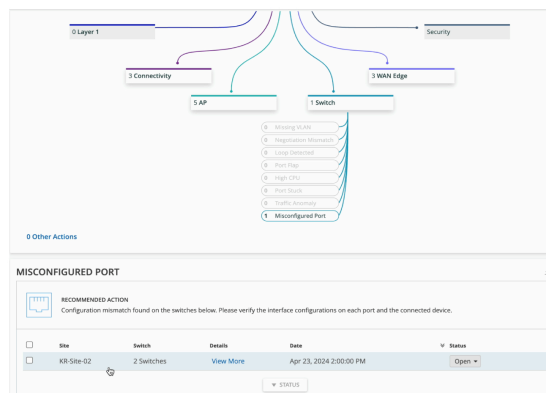 0 Layer 1
Security
3 Connectivity
3 WAN Edge
5 AP
1 Switch
0 Missing VLAN
0 Negotiation Mismatch
0 Loop Detected
0 Port Flap
0 High CPU
0 Port Stuck
0 Traffic Anomaly
1 Misconfigured Port
0 Other Actions
MISCONFIGURED PORT
RECOMMENDED ACTION
Configuration mismatch found on the switches below. Please verify the interface configurations on each port and the connected device.
Site Switch Details Date Status
KR-Site-02 2 Switches View More Apr 23, 2024 2:00:00 PM Open
STATUS